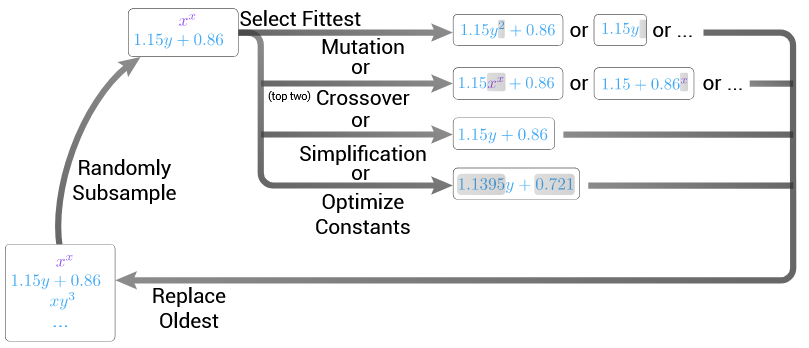 x^x
1.15y + 0.86
Select Fittest
1.15y^2 + 0.86 or 1.15y or ...
Mutation
or
(top two) Crossover
1.15x^x + 0.86 or 1.15 + 0.86^x or ...
or
1.15y + 0.86
Simplification
or
1.1395y + 0.721
Optimize
Constants
Randomly
Subsample
x^x
1.15y + 0.86
xy^3
...
Replace
Oldest